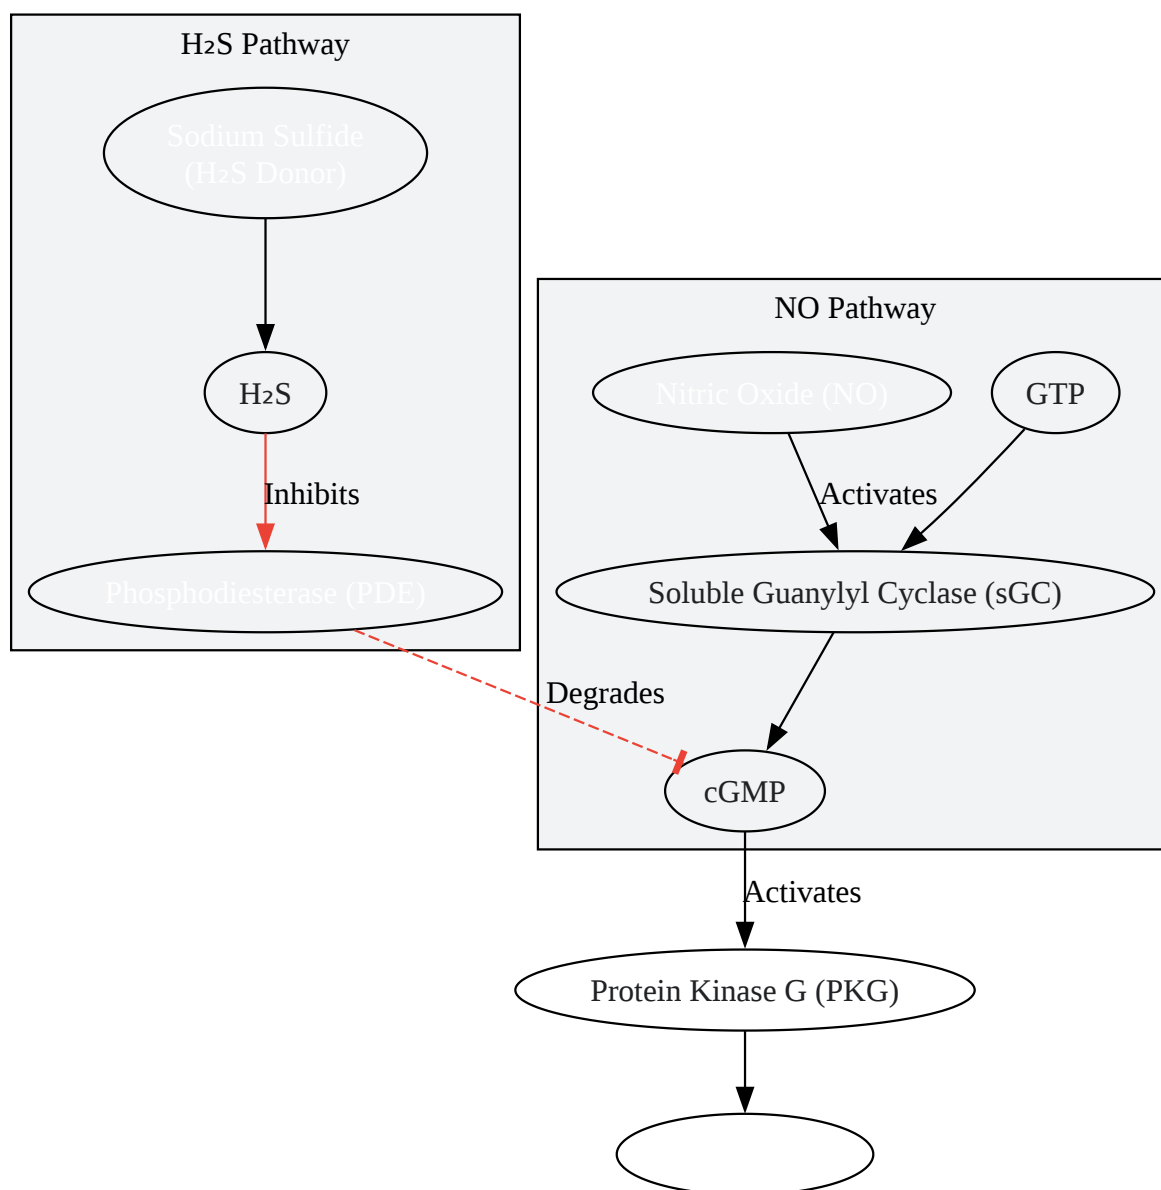 H₂S Pathway
Sodium Sulfide
(H₂S Donor)
H₂S
Inhibits
Phosphodiesterase (PDE)
NO Pathway
Nitric Oxide (NO)
GTP
Activates
Soluble Guanylyl Cyclase (sGC)
Degrades
cGMP
Activates
Protein Kinase G (PKG)